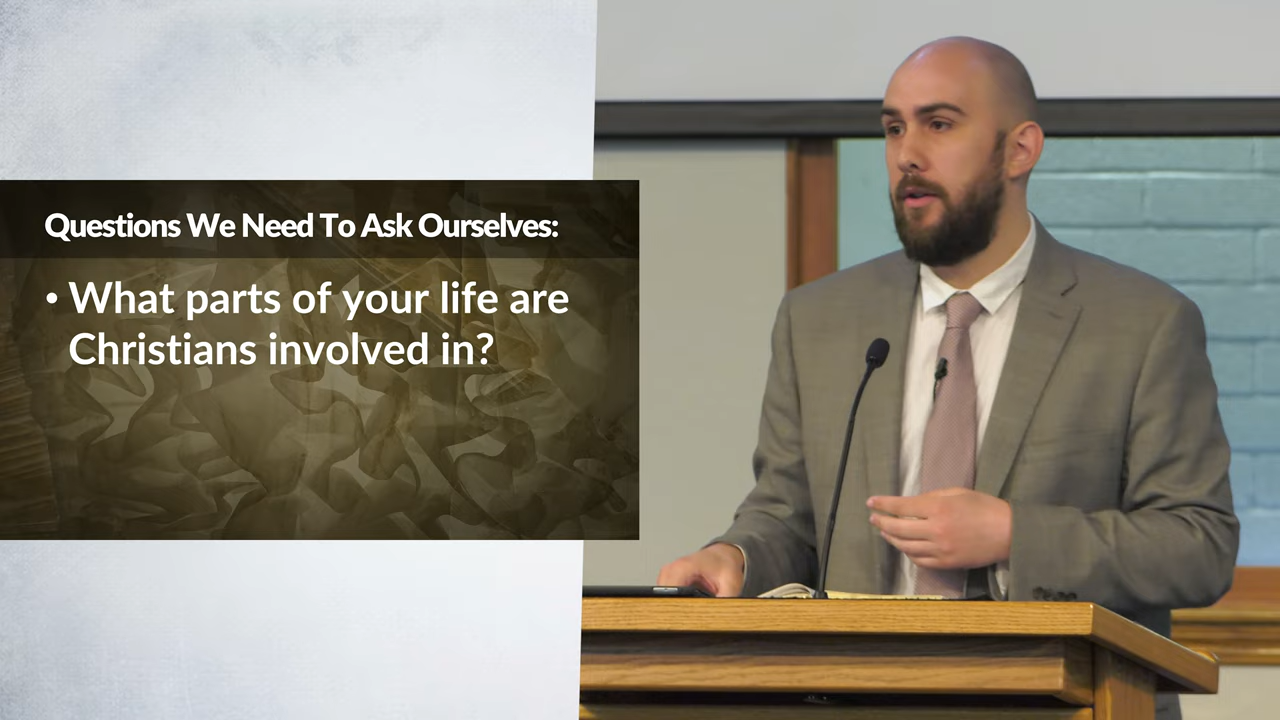 Questions We Need To Ask Ourselves:
• What parts of your life are
Christians involved in?